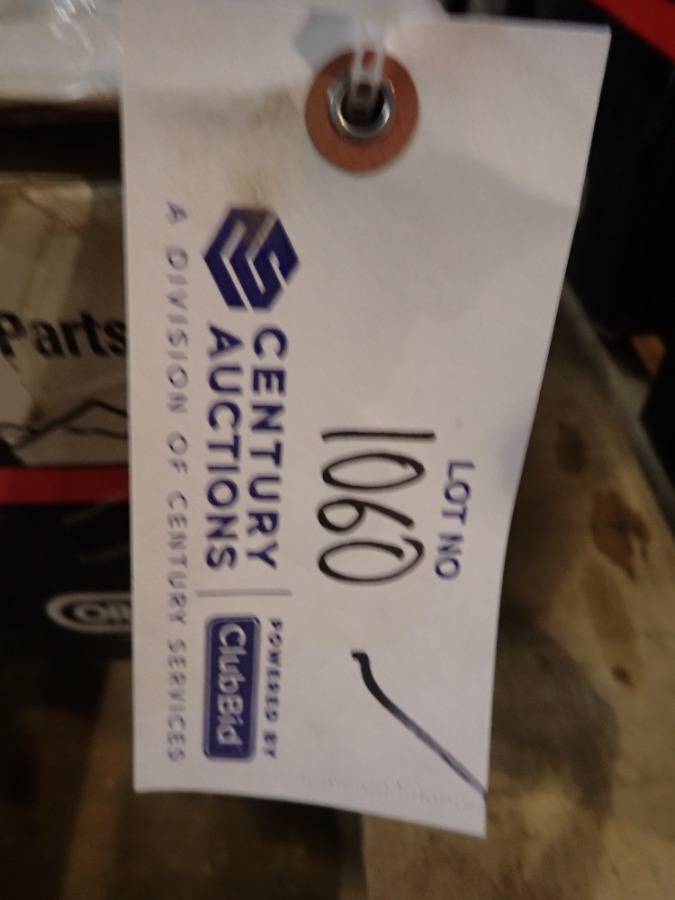 LOT NO
1060
CENTURY
AUCTIONS
POWERED BY
ClubBid
A DIVISION OF CENTURY SERVICES
Parts